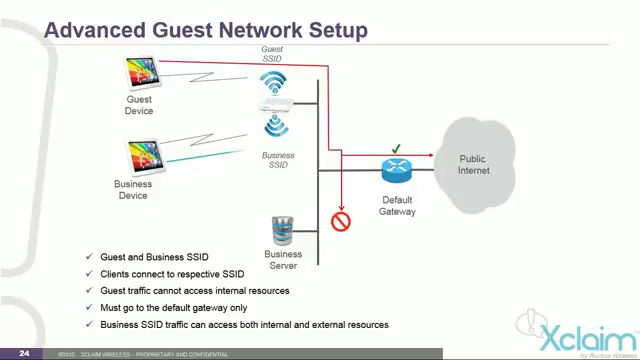 Advanced Guest Network Setup
Guest
SSID
Guest
Device
Business
SSID
Business
Device
Public
Internet
Default
Gateway
Business
Server
✓ Guest and Business SSID
✓ Clients connect to respective SSID
✓ Guest traffic cannot access internal resources
✓ Must go to the default gateway only
✓ Business SSID traffic can access both internal and external resources
24
©2015 XCLAIM WIRELESS – PROPRIETARY AND CONFIDENTIAL
Xclaim
by Ruckus Wireless